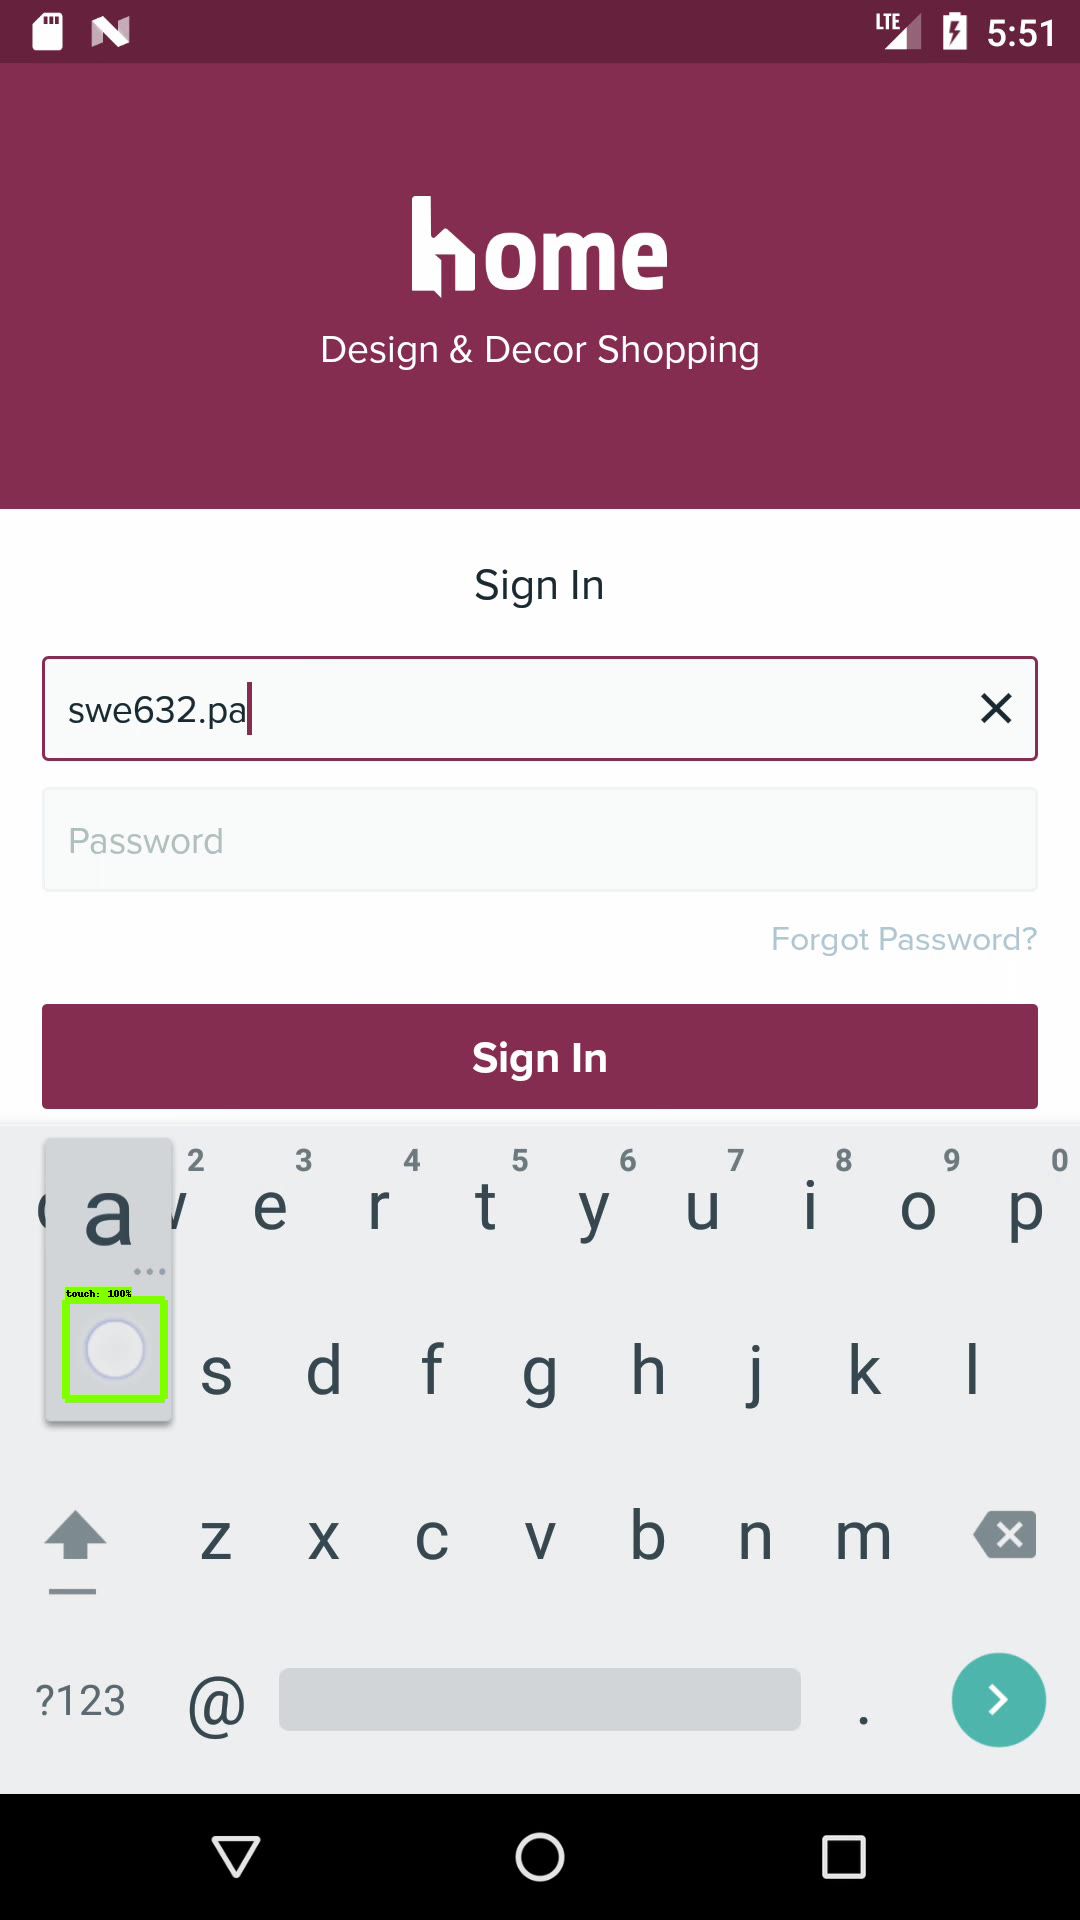 LTE 5:51
home
Design & Decor Shopping
Sign In
swe632.pa
Password
Forgot Password?
Sign In
2 3 4 5 6 7 8 9 0
a
e r t y u i o p
touch: 100%
s d f g h j k l
z x c v b n m
?123 @ .